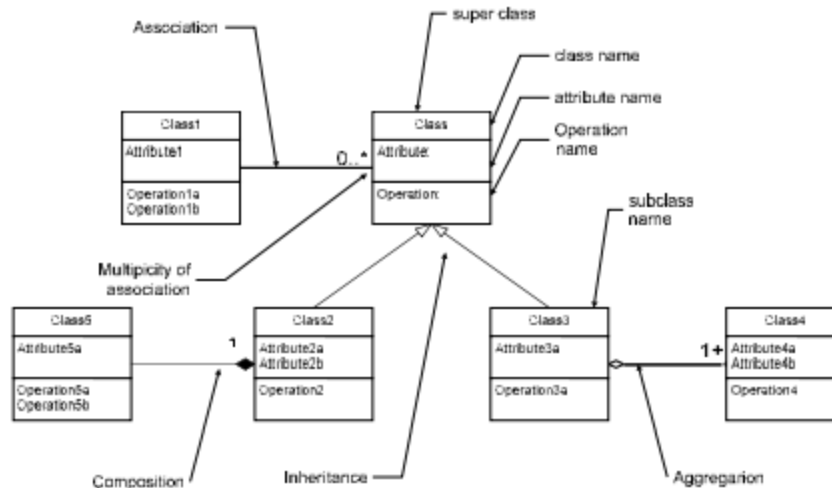 super class
Association
class name
attribute name
Operation
name
Class1
Attribute1
Operation1a
Operation1b
0..*
Class
Attribute:
Operation:
subclass
name
Multipicity of
association
Class5
Attribute5a
Operation5a
Operation5b
1
Class2
Attribute2a
Attribute2b
Operation2
Class3
Attribute3a
Operation3a
1+
Class4
Attribute4a
Attribute4b
Operation4
Composition
Inheritance
Aggregarion